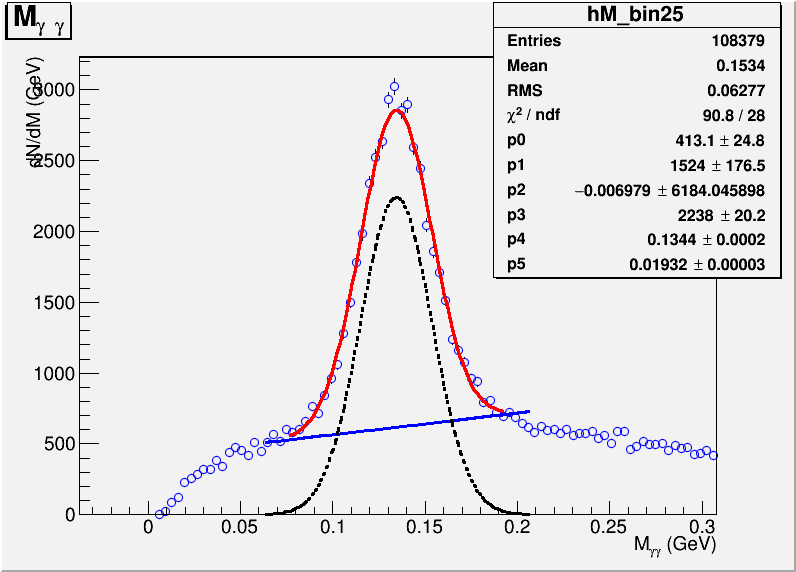 Mγ γ
hM_bin25
Entries 108379
Mean 0.1534
RMS 0.06277
χ² / ndf 90.8 / 28
p0 413.1 ± 24.8
p1 1524 ± 176.5
p2 −0.006979 ± 6184.045898
p3 2238 ± 20.2
p4 0.1344 ± 0.0002
p5 0.01932 ± 0.00003
dN/dM (GeV)
3000
2500
2000
1500
1000
500
0
0 0.05 0.1 0.15 0.2 0.25 0.3
Mγγ (GeV)